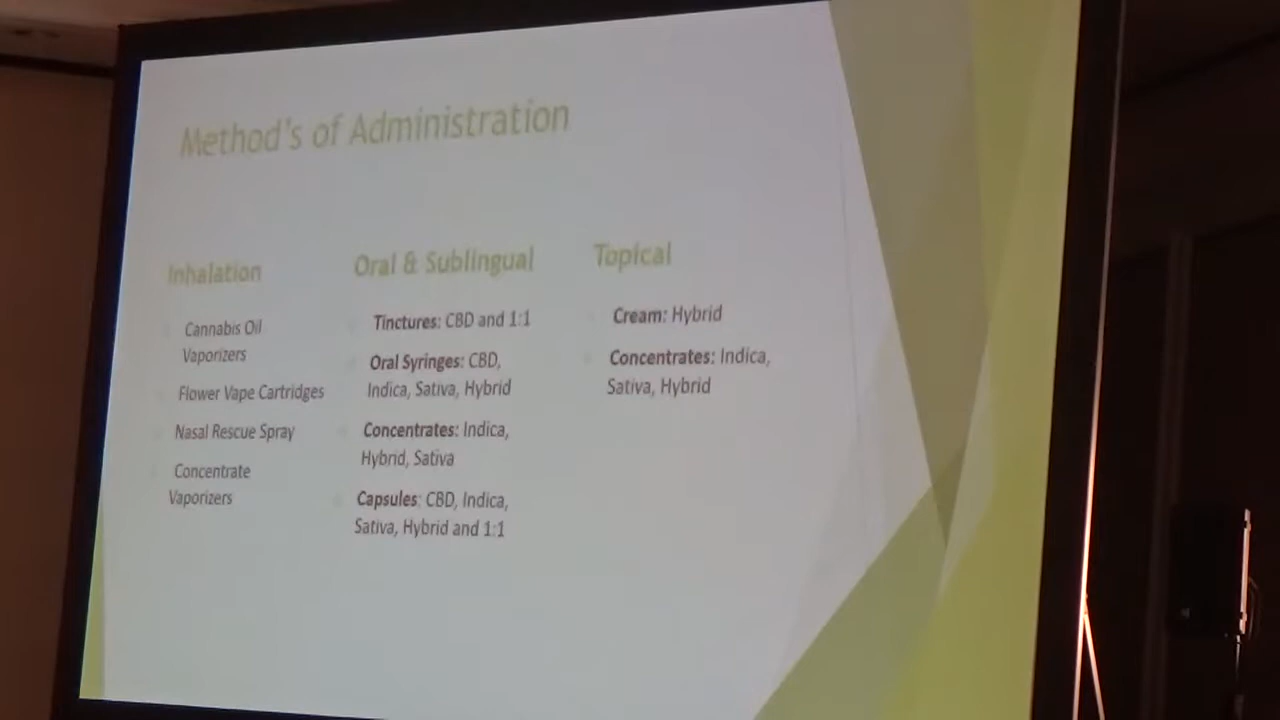 Method's of Administration
Inhalation
Cannabis Oil
Vaporizers
Flower Vape Cartridges
Nasal Rescue Spray
Concentrate
Vaporizers
Oral & Sublingual
Tinctures: CBD and 1:1
Oral Syringes: CBD,
Indica, Sativa, Hybrid
Concentrates: Indica,
Hybrid, Sativa
Capsules: CBD, Indica,
Sativa, Hybrid and 1:1
Topical
Cream: Hybrid
Concentrates: Indica,
Sativa, Hybrid